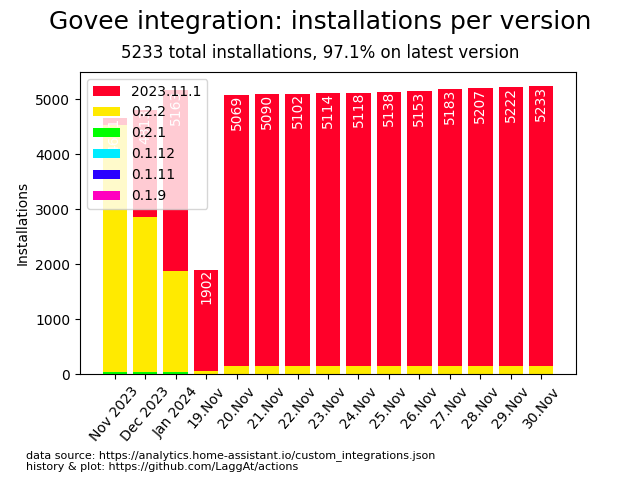 Govee integration: installations per version
5233 total installations, 97.1% on latest version
Installations
5000
4000
3000
2000
1000
0
2023.11.1
0.2.2
0.2.1
0.1.12
0.1.11
0.1.9
1902
5069
5090
5102
5114
5118
5138
5153
5183
5207
5222
5233
Nov 2023
Dec 2023
Jan 2024
19.Nov
20.Nov
21.Nov
22.Nov
23.Nov
24.Nov
25.Nov
26.Nov
27.Nov
28.Nov
29.Nov
30.Nov
data source: https://analytics.home-assistant.io/custom_integrations.json
history & plot: https://github.com/LaggAt/actions